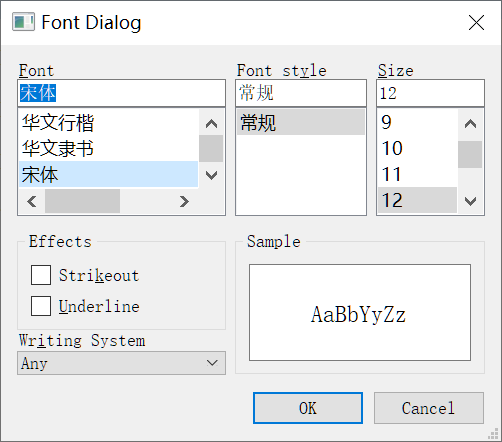 Font Dialog
Font Font style Size
宋体 常规 12
华文行楷 常规 9
华文隶书 10
宋体 11
12
Effects Sample
Strikeout
Underline
AaBbYyZz
Writing System
Any
OK Cancel